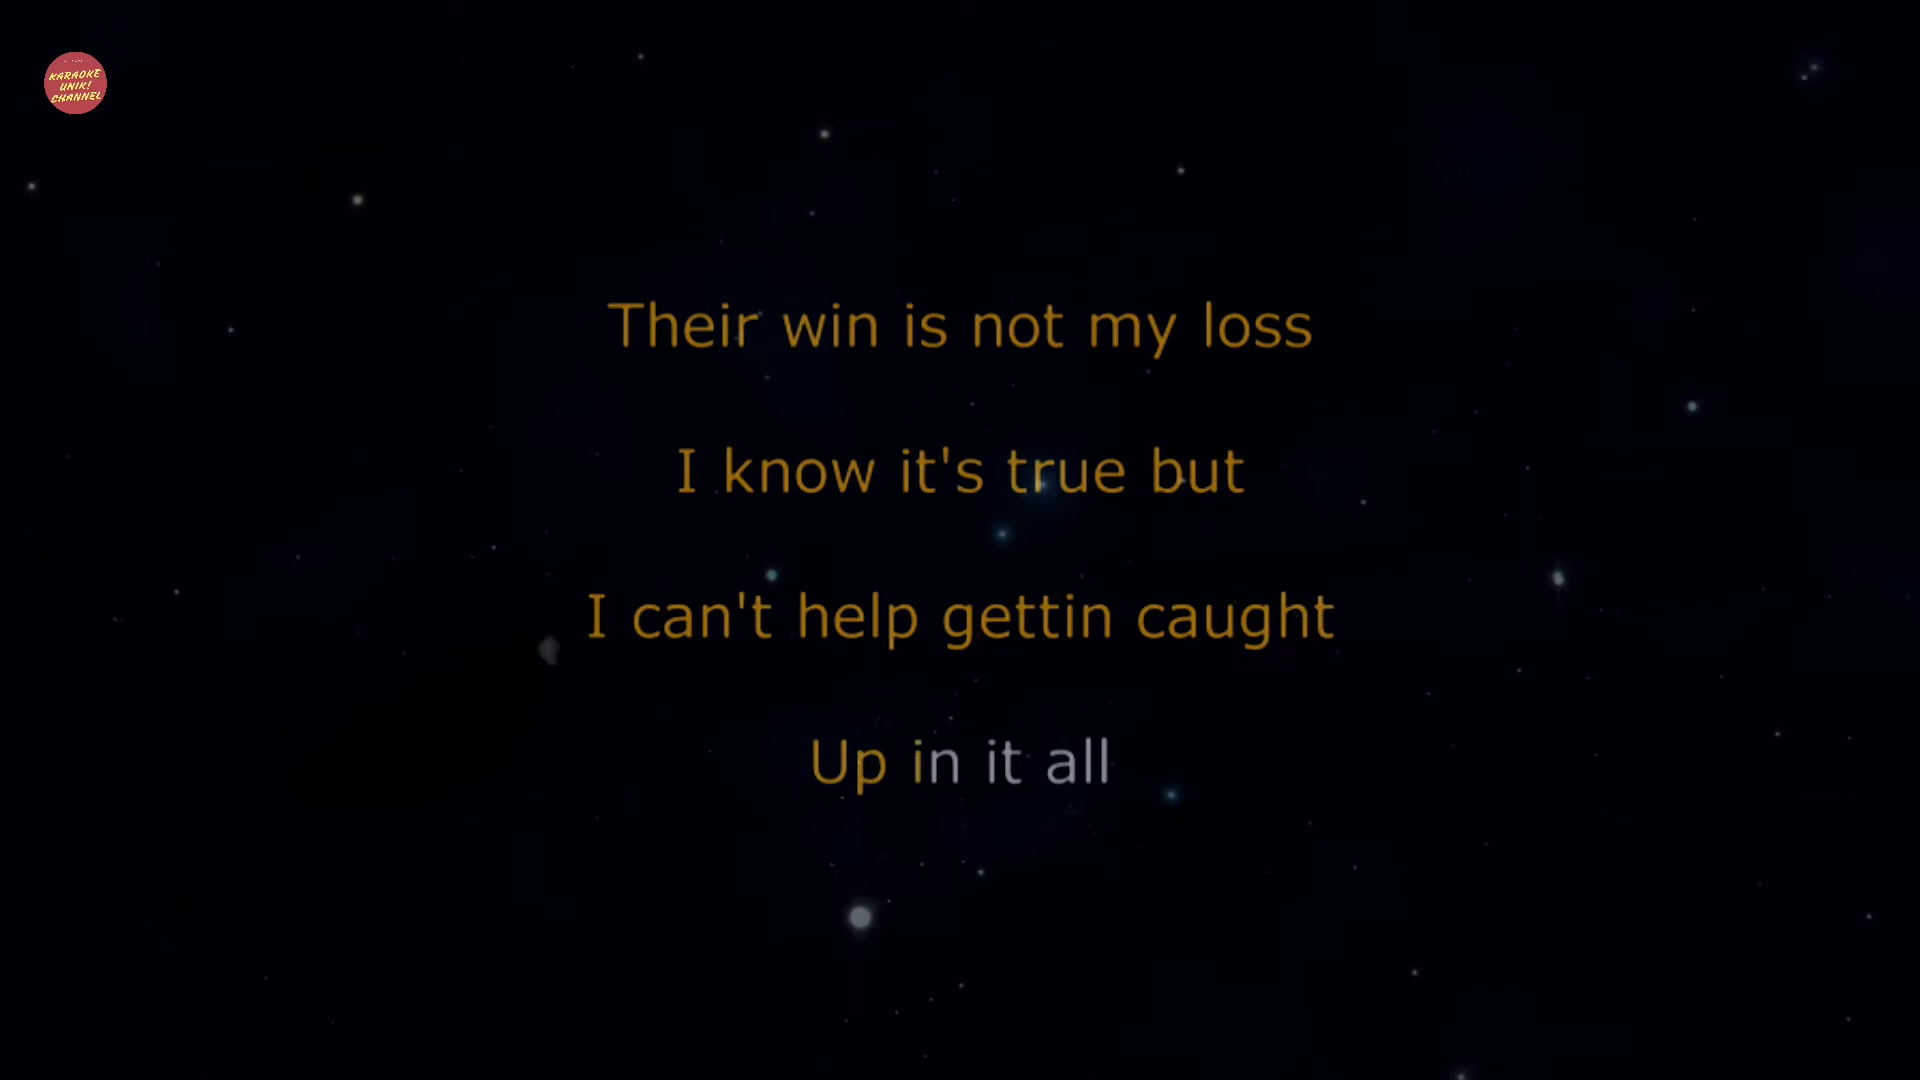 KARAOKE
UNIK!
CHANNEL
Their win is not my loss
I know it's true but
I can't help gettin caught
Up in it all